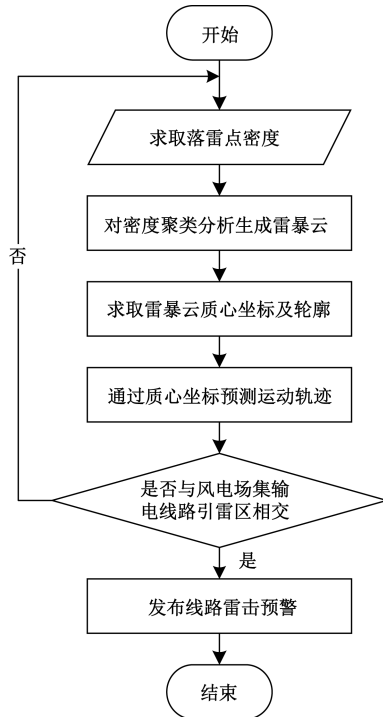 开始
求取落雷点密度
对密度聚类分析生成雷暴云
求取雷暴云质心坐标及轮廓
通过质心坐标预测运动轨迹
是否与风电场集输
电线路引雷区相交
否
是
发布线路雷击预警
结束